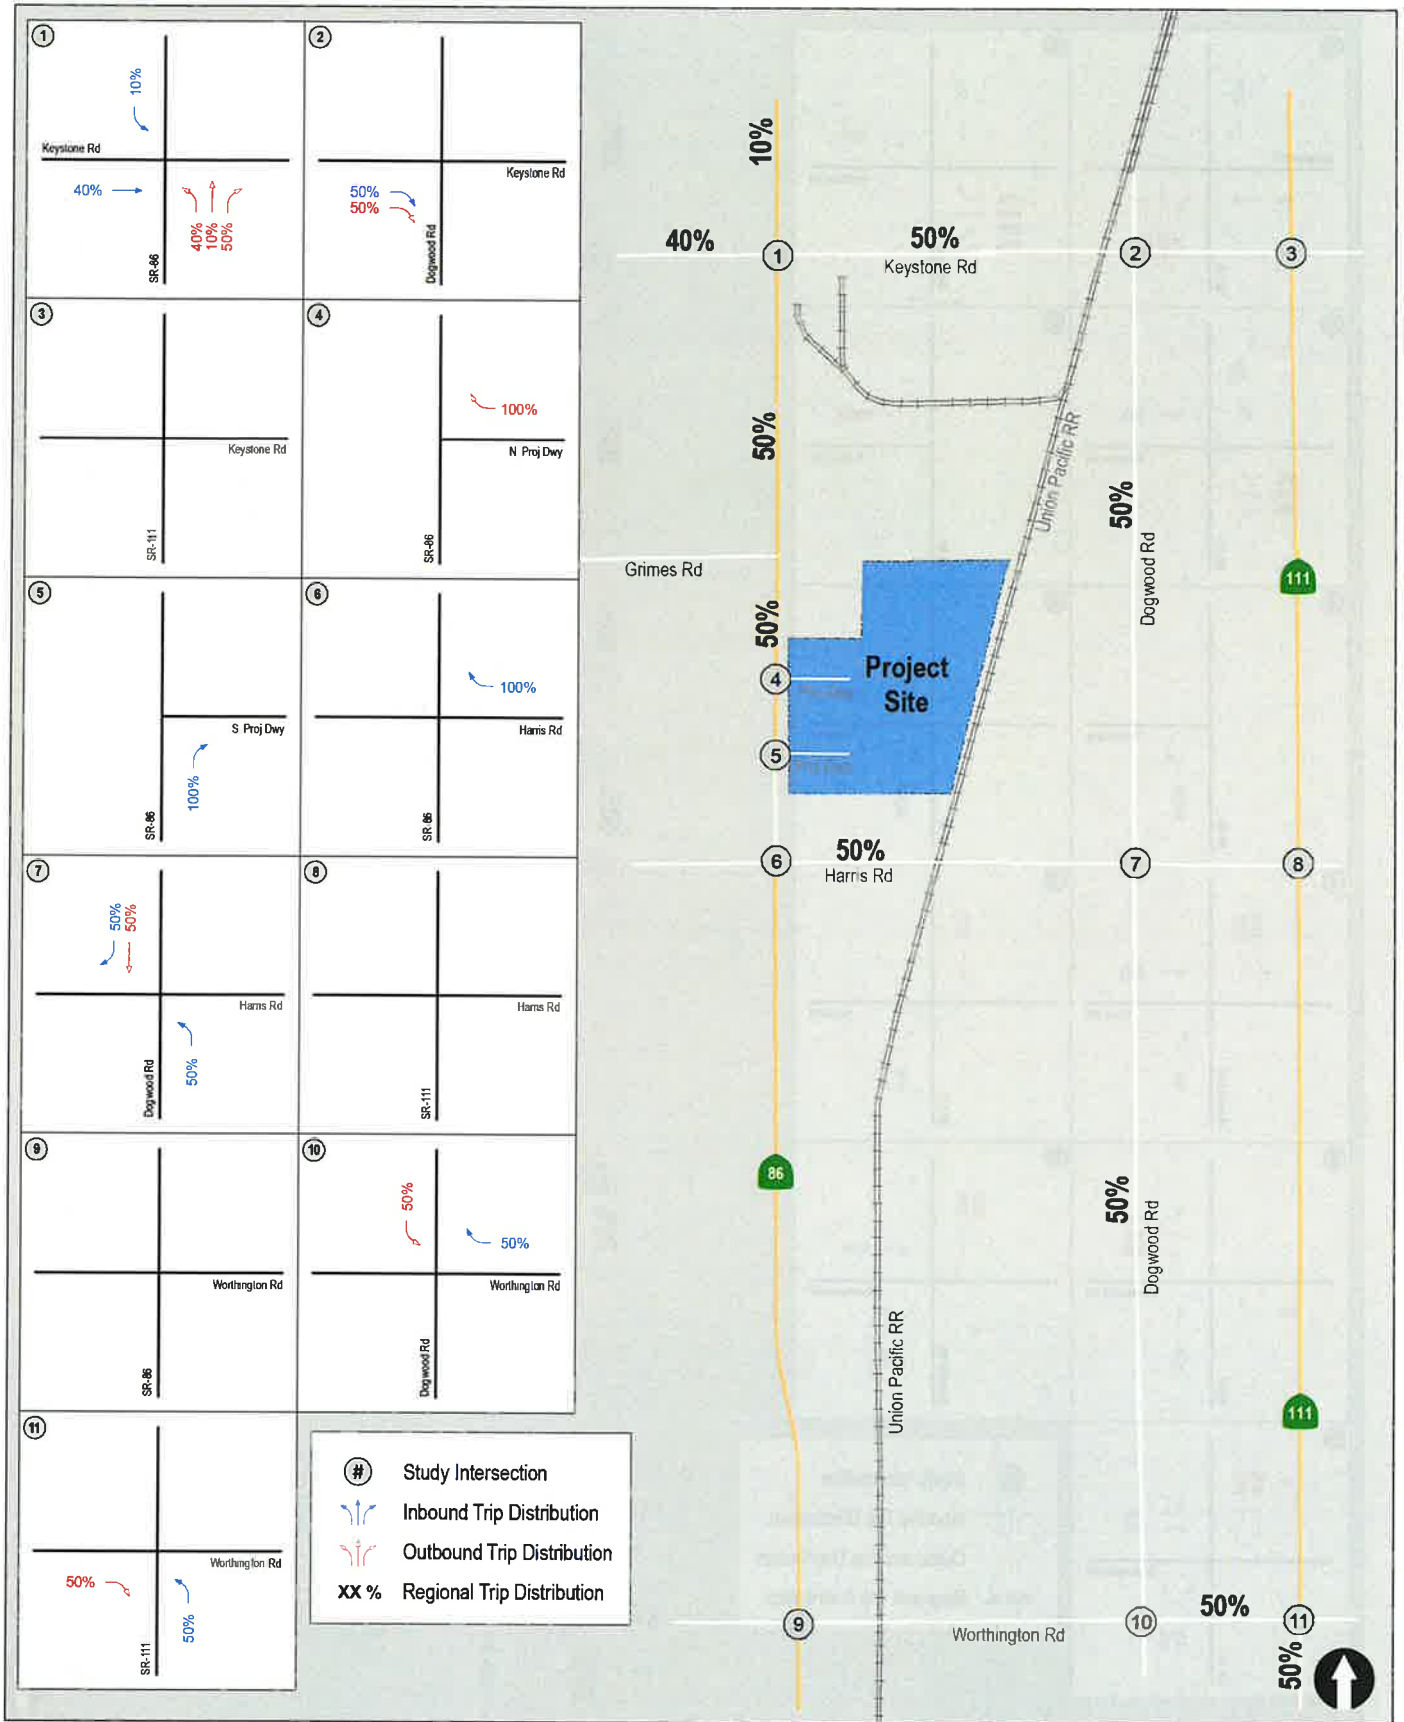 1
10%
Keystone Rd
40%
40%
10%
50%
SR-86
2
Keystone Rd
50%
50%
Dogwood Rd
3
Keystone Rd
SR-111
4
100%
N Proj Dwy
SR-86
5
S Proj Dwy
100%
SR-86
6
100%
Harris Rd
SR-86
7
50%
50%
Harris Rd
50%
Dogwood Rd
8
Harris Rd
SR-111
9
Worthington Rd
SR-86
10
50%
50%
Worthington Rd
Dogwood Rd
11
Worthington Rd
50%
50%
SR-111
# Study Intersection
Inbound Trip Distribution
Outbound Trip Distribution
XX % Regional Trip Distribution
10%
40%
1
50%
Keystone Rd
2
3
50%
Union Pacific RR
50%
Dogwood Rd
Grimes Rd
111
50%
Project
Site
4
5
6
50%
Harris Rd
7
8
86
50%
Dogwood Rd
Union Pacific RR
111
9
Worthington Rd
10
50%
11
50%